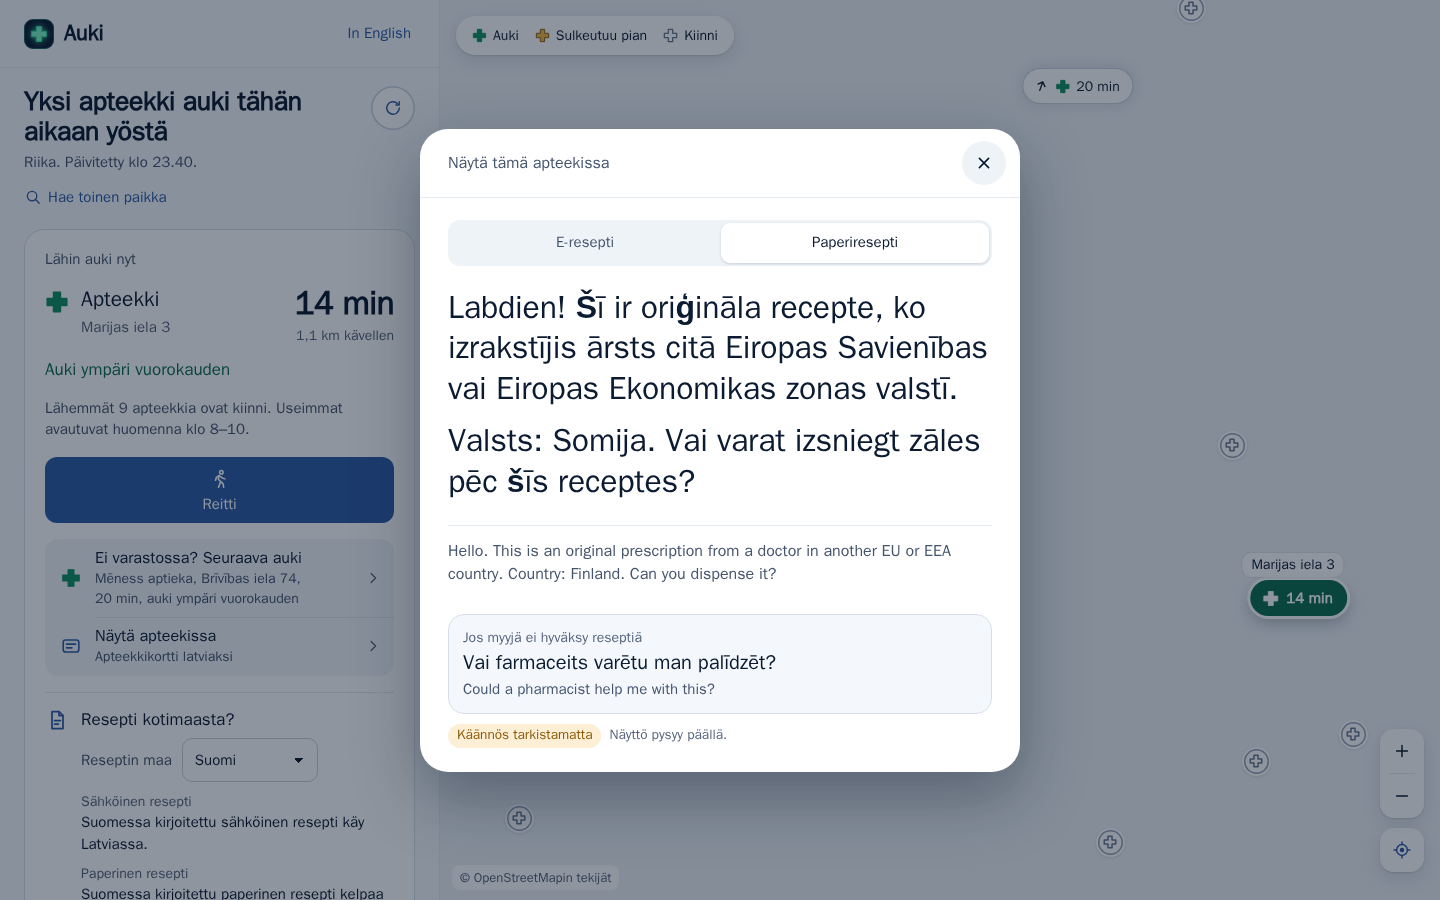 Auki
In English
Yksi apteekki auki tähän
aikaan yöstä
Riika. Päivitetty klo 23.40.
Hae toinen paikka
Lähin auki nyt
Apteekki
14 min
Marijas iela 3
1,1 km kävellen
Auki ympäri vuorokauden
Lähemmät 9 apteekkia ovat kiinni. Useimmat
avautuvat huomenna klo 8–10.
Reitti
Ei varastossa? Seuraava auki
Mēness aptieka, Brīvības iela 74,
20 min, auki ympäri vuorokauden
Näytä apteekissa
Apteekkikortti latviaksi
Resepti kotimaasta?
Reseptin maa
Suomi
Sähköinen resepti
Suomessa kirjoitettu sähköinen resepti käy
Latviassa.
Paperinen resepti
Suomessa kirjoitettu paperinen resepti kelpaa
Auki
Sulkeutuu pian
Kiinni
20 min
Näytä tämä apteekissa
E-resepti
Paperiresepti
Labdien! Šī ir oriģināla recepte, ko
izrakstījis ārsts citā Eiropas Savienības
vai Eiropas Ekonomikas zonas valstī.
Valsts: Somija. Vai varat izsniegt zāles
pēc šīs receptes?
Hello. This is an original prescription from a doctor in another EU or EEA
country. Country: Finland. Can you dispense it?
Jos myyjä ei hyväksy reseptiä
Vai farmaceits varētu man palīdzēt?
Could a pharmacist help me with this?
Käännös tarkistamatta
Näyttö pysyy päällä.
Marijas iela 3
14 min
© OpenStreetMapin tekijät